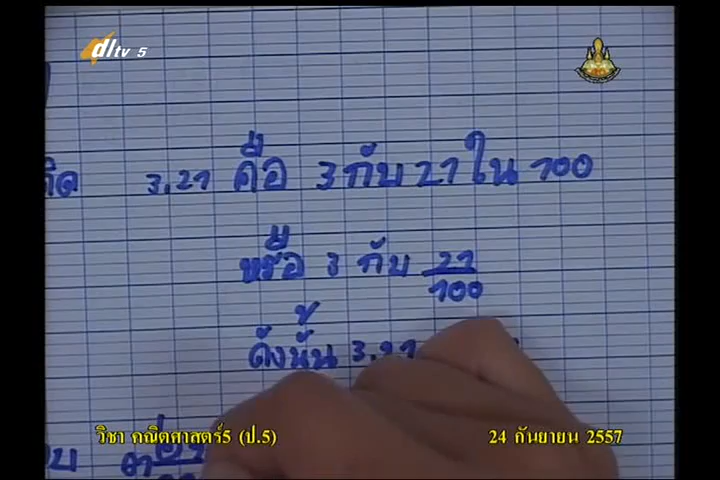 dltv 5
คิด 3.21 คือ 3 กับ 21 ใน 100
หรือ 3 กับ 21/100
ดังนั้น 3.21
วิชา คณิตศาสตร์5 (ป.5)
24 กันยายน 2557